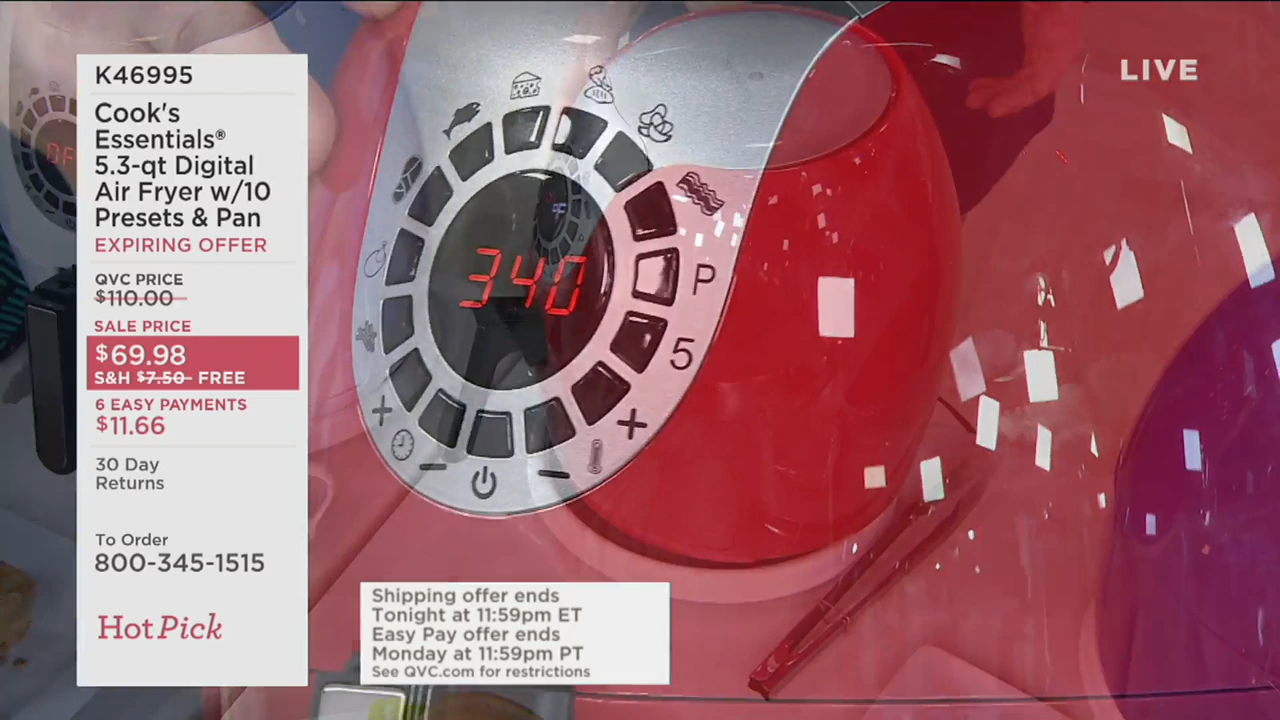 K46995
Cook's
Essentials®
5.3-qt Digital
Air Fryer w/10
Presets & Pan
EXPIRING OFFER
QVC PRICE
$110.00
SALE PRICE
$69.98
S&H $7.50 FREE
6 EASY PAYMENTS
$11.66
30 Day
Returns
To Order
800-345-1515
Hot Pick
LIVE
340
P
5
+
+
Shipping offer ends
Tonight at 11:59pm ET
Easy Pay offer ends
Monday at 11:59pm PT
See QVC.com for restrictions